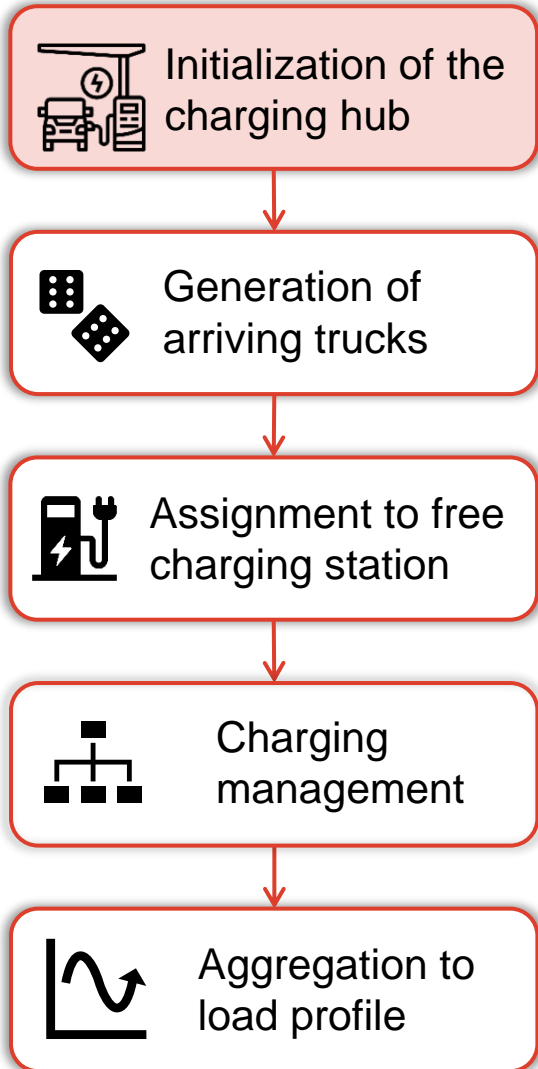 Initialization of the
charging hub
Generation of
arriving trucks
Assignment to free
charging station
Charging
management
Aggregation to
load profile